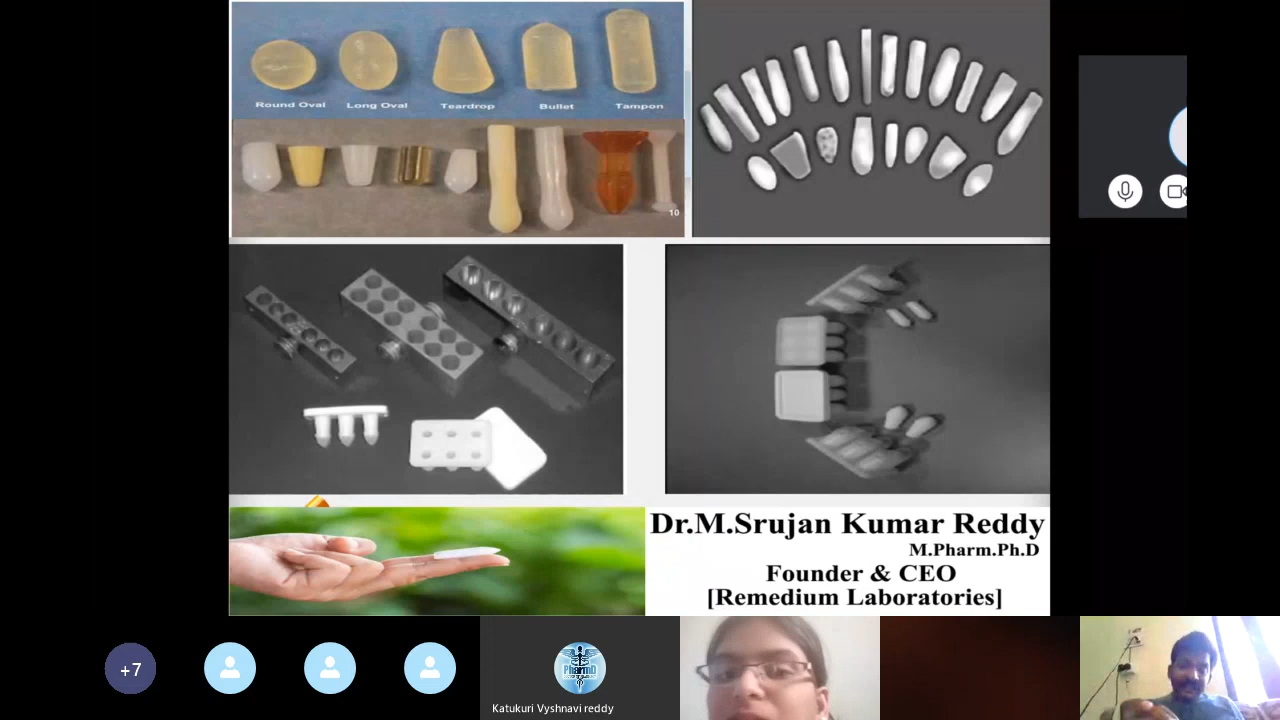 Round Oval
Long Oval
Teardrop
Bullet
Tampon
10
Dr.M.Srujan Kumar Reddy
M.Pharm.Ph.D
Founder & CEO
[Remedium Laboratories]
+7
PharmD
Katukuri Vyshnavi reddy